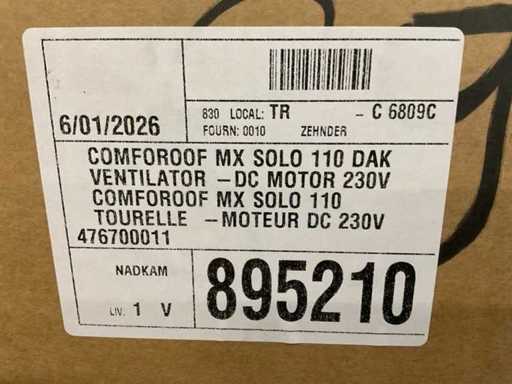 6/01/2026
830 LOCAL: TR - C 6809C
FOURN: 0010 ZEHNDER
COMFOROOF MX SOLO 110 DAK
VENTILATOR -DC MOTOR 230V
COMFOROOF MX SOLO 110
TOURELLE -MOTEUR DC 230V
476700011
NADKAM
LIV. 1 V
895210